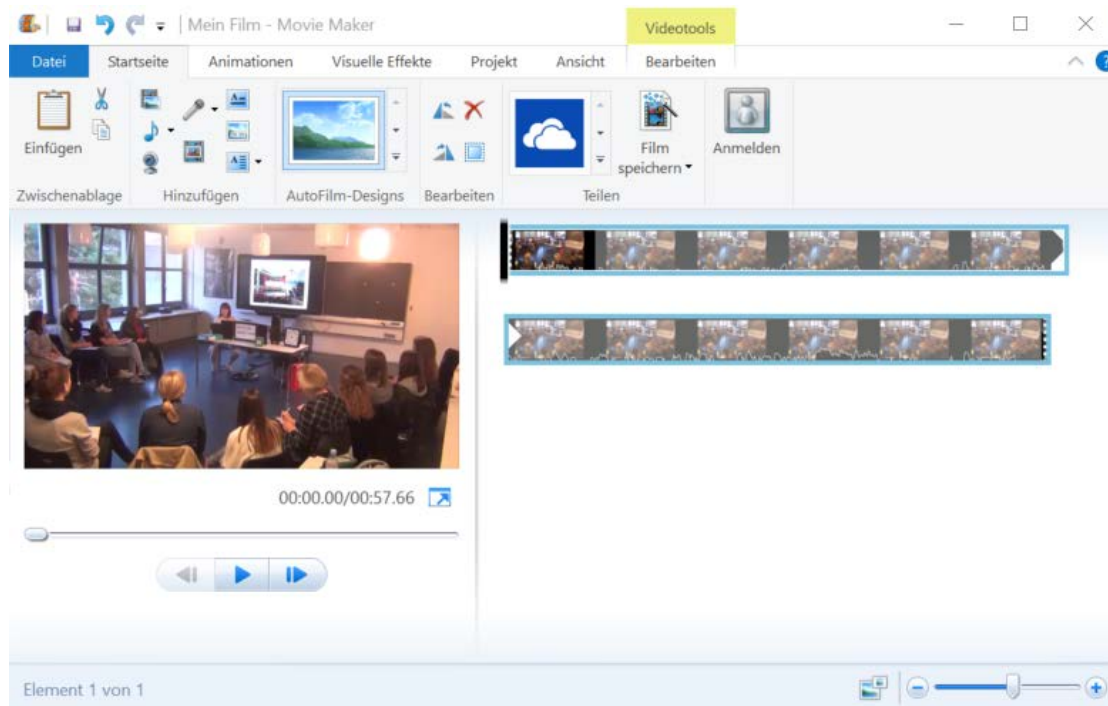 Mein Film - Movie Maker
Videotools
Datei Startseite Animationen Visuelle Effekte Projekt Ansicht Bearbeiten
Einfügen
Film speichern
Anmelden
Zwischenablage Hinzufügen AutoFilm-Designs Bearbeiten Teilen
00:00.00/00:57.66
Element 1 von 1